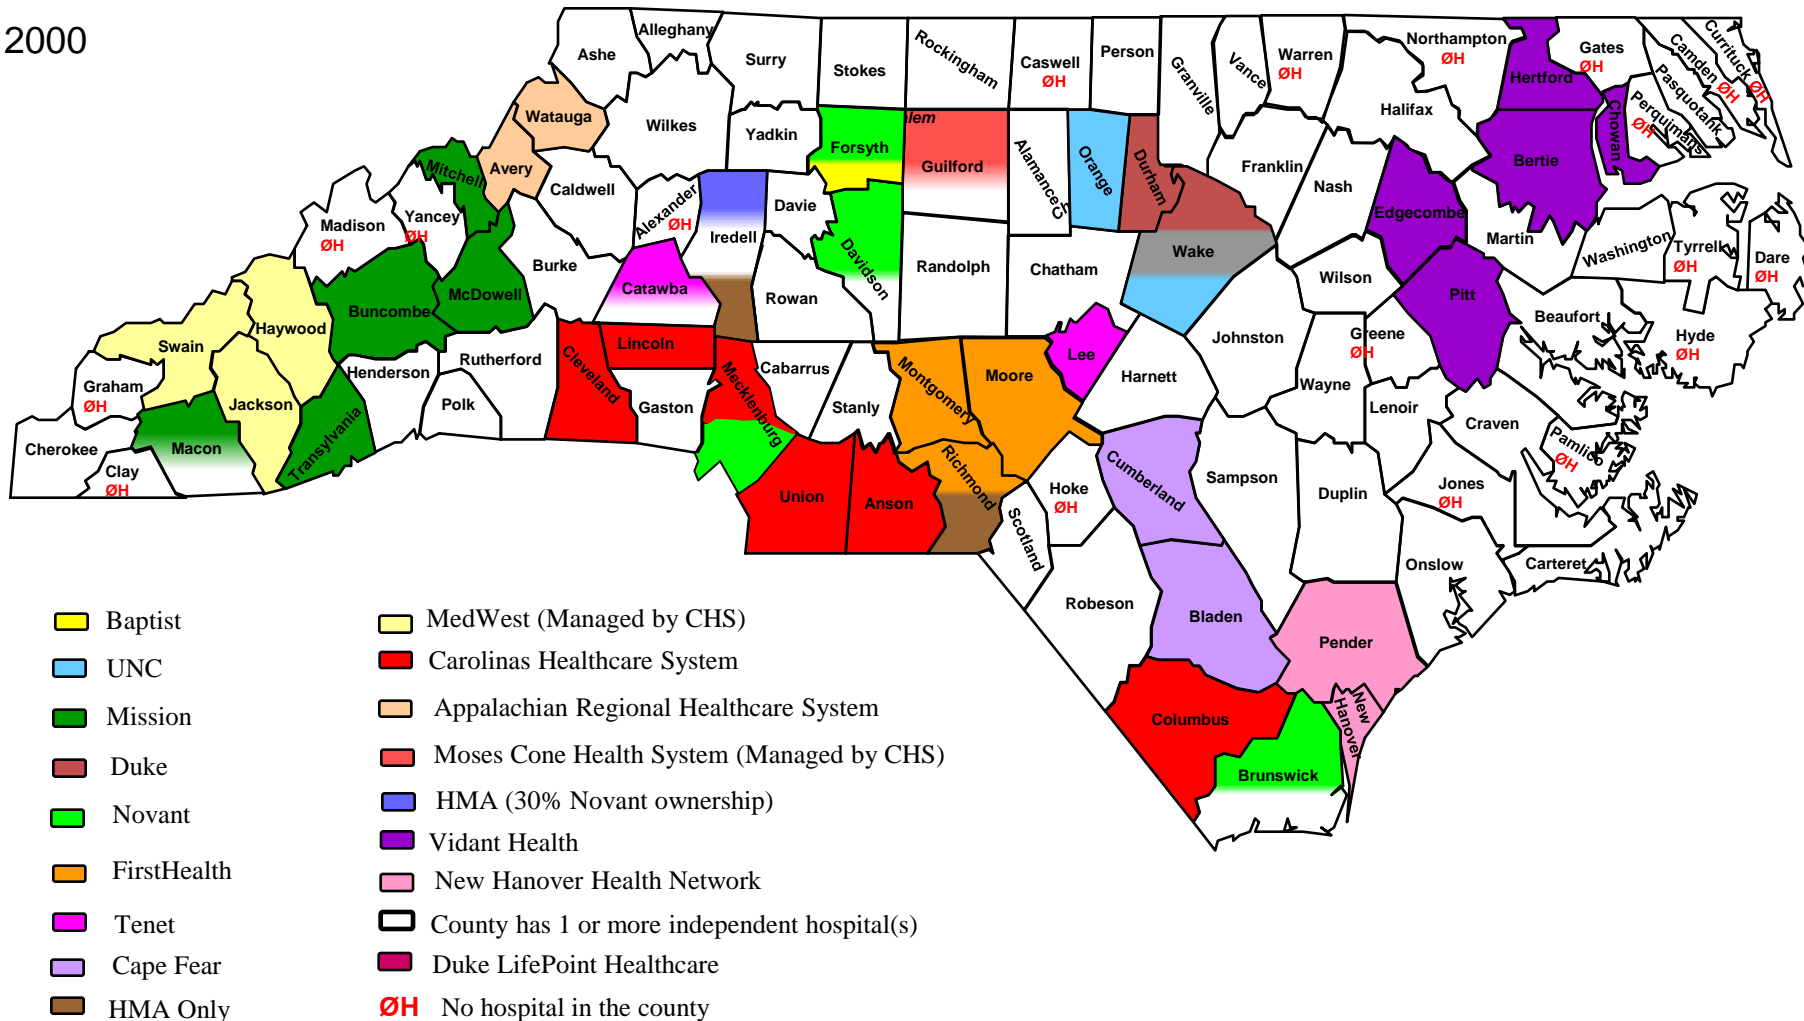 2000
Alleghany
Ashe
Surry
Stokes
Rockingham
Caswell
ØH
Person
Granville
Vance
Warren
ØH
Northampton
ØH
Hertford
Gates
ØH
Camden
ØH
Currituck
ØH
Pasquotank
Perquimans
ØH
Chowan
Halifax
Bertie
Watauga
Wilkes
Yadkin
Forsyth
lem
Guilford
Alamance
Orange
Durham
Franklin
Nash
Edgecombe
Martin
Washington
Tyrrell
ØH
Dare
ØH
Mitchell
Avery
Caldwell
Alexander
ØH
Iredell
Davie
Davidson
Randolph
Chatham
Wake
Wilson
Pitt
Beaufort
Hyde
ØH
Madison
ØH
Yancey
ØH
Burke
McDowell
Buncombe
Catawba
Rowan
Johnston
Greene
ØH
Haywood
Swain
Graham
ØH
Jackson
Henderson
Rutherford
Polk
Cleveland
Lincoln
Gaston
Mecklenburg
Cabarrus
Stanly
Montgomery
Moore
Lee
Harnett
Wayne
Lenoir
Craven
Pamlico
ØH
Cherokee
Clay
ØH
Macon
Transylvania
Union
Anson
Richmond
Scotland
Hoke
ØH
Cumberland
Sampson
Duplin
Jones
ØH
Onslow
Carteret
Robeson
Bladen
Pender
Columbus
Brunswick
New
Hanover
Baptist
UNC
Mission
Duke
Novant
FirstHealth
Tenet
Cape Fear
HMA Only
MedWest (Managed by CHS)
Carolinas Healthcare System
Appalachian Regional Healthcare System
Moses Cone Health System (Managed by CHS)
HMA (30% Novant ownership)
Vidant Health
New Hanover Health Network
County has 1 or more independent hospital(s)
Duke LifePoint Healthcare
ØH No hospital in the county